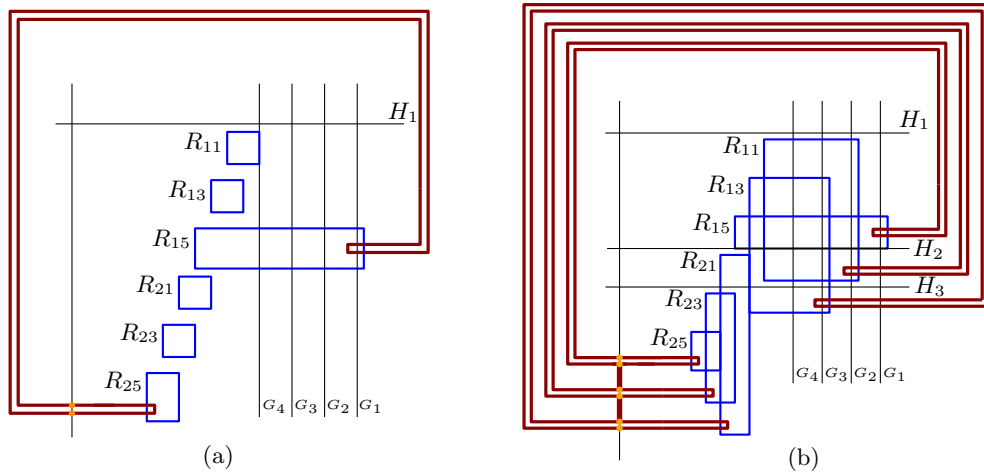 H₁
R₁₁
R₁₃
R₁₅
R₂₁
R₂₃
R₂₅
G₄ G₃ G₂ G₁
(a)
H₁
R₁₁
R₁₃
R₁₅
H₂
R₂₁
H₃
R₂₃
R₂₅
G₄ G₃ G₂ G₁
(b)